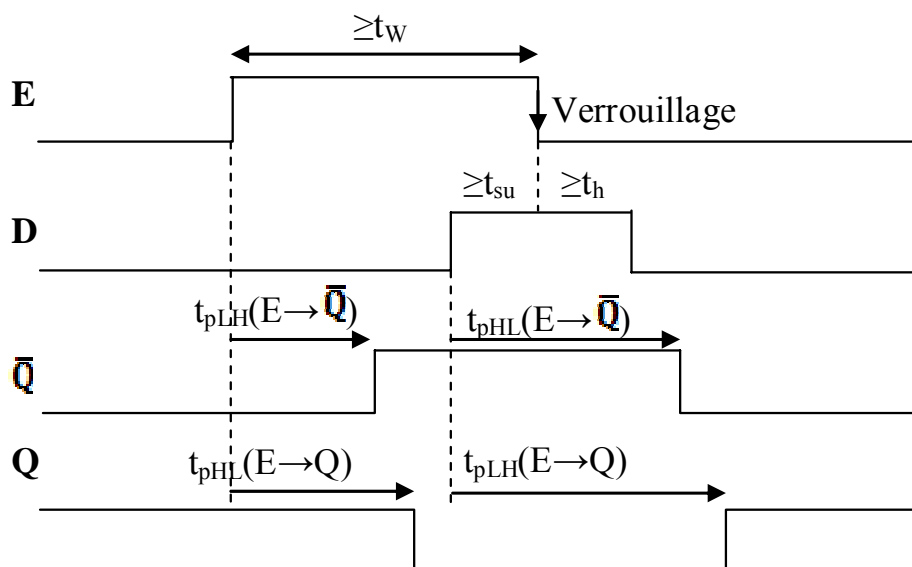 ≥tW
E
Verrouillage
≥tsu ≥th
D
tpLH(E→Q̅) tpHL(E→Q̅)
Q̅
Q
tpHL(E→Q) tpLH(E→Q)